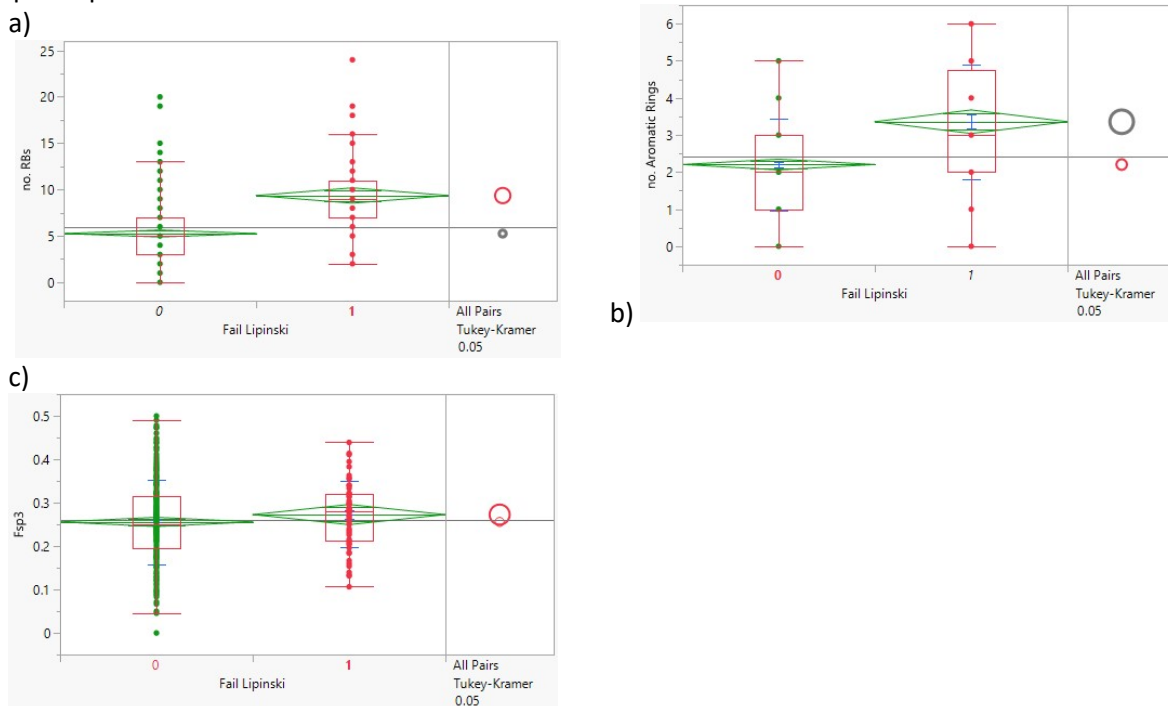 a)
25
20
15
10
5
0
no. RBs
0
1
Fail Lipinski
All Pairs
Tukey-Kramer
0.05
b)
6
5
4
3
2
1
0
no. Aromatic Rings
0
1
Fail Lipinski
All Pairs
Tukey-Kramer
0.05
c)
0.5
0.4
0.3
0.2
0.1
0
Fsp3
0
1
Fail Lipinski
All Pairs
Tukey-Kramer
0.05